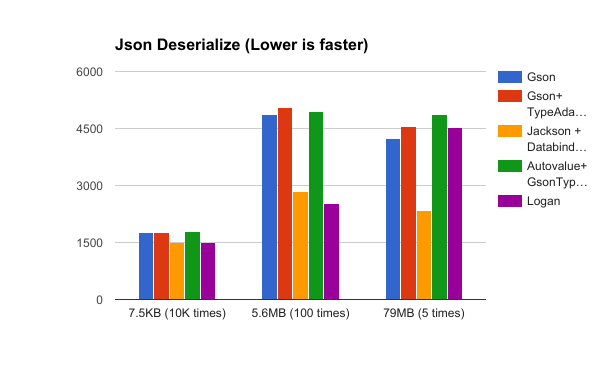 Json Deserialize (Lower is faster)
6000
4500
3000
1500
0
7.5KB (10K times)
5.6MB (100 times)
79MB (5 times)
Gson
Gson+
TypeAda...
Jackson +
Databind...
Autovalue+
GsonTyp...
Logan